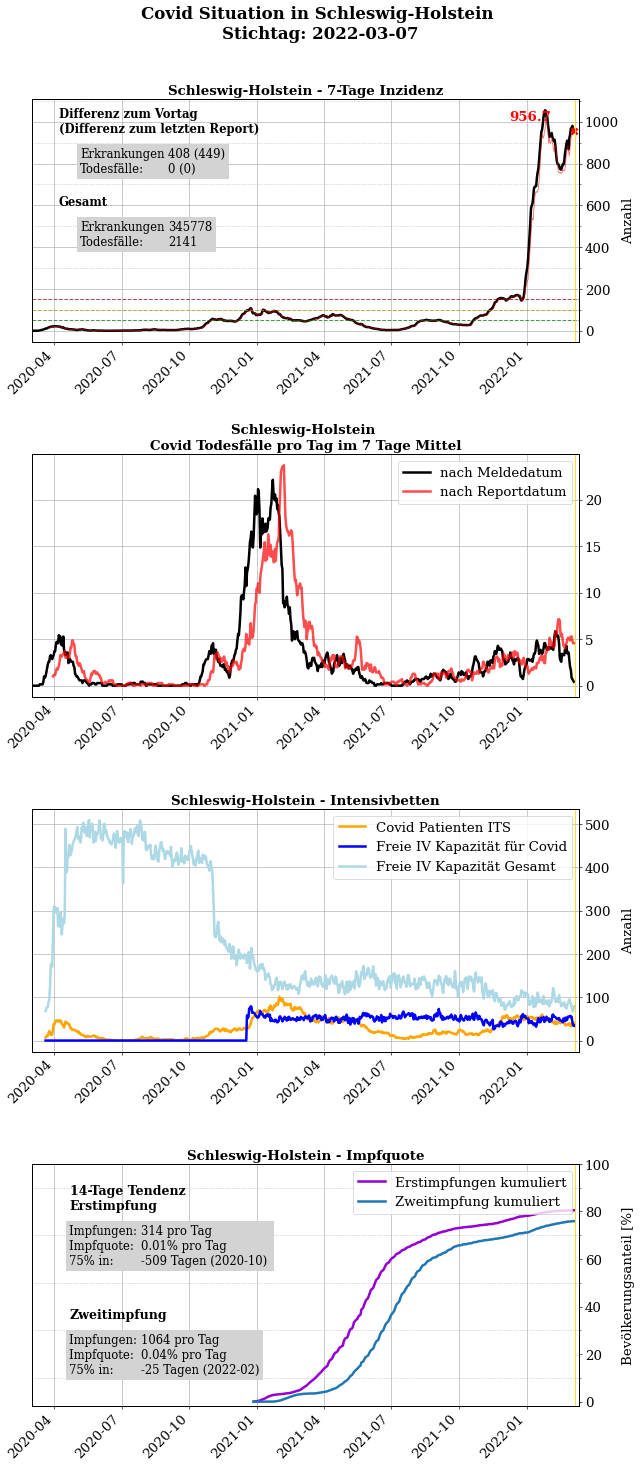 Covid Situation in Schleswig-Holstein
Stichtag: 2022-03-07
Schleswig-Holstein - 7-Tage Inzidenz
Differenz zum Vortag
(Differenz zum letzten Report)
Erkrankungen 408 (449)
Todesfälle: 0 (0)
Gesamt
Erkrankungen 345778
Todesfälle: 2141
956.7
1000
800
600
400
200
0
Anzahl
2020-04 2020-07 2020-10 2021-01 2021-04 2021-07 2021-10 2022-01
Schleswig-Holstein
Covid Todesfälle pro Tag im 7 Tage Mittel
nach Meldedatum
nach Reportdatum
20
15
10
5
0
2020-04 2020-07 2020-10 2021-01 2021-04 2021-07 2021-10 2022-01
Schleswig-Holstein - Intensivbetten
Covid Patienten ITS
Freie IV Kapazität für Covid
Freie IV Kapazität Gesamt
500
400
300
200
100
0
Anzahl
2020-04 2020-07 2020-10 2021-01 2021-04 2021-07 2021-10 2022-01
Schleswig-Holstein - Impfquote
14-Tage Tendenz
Erstimpfung
Impfungen: 314 pro Tag
Impfquote: 0.01% pro Tag
75% in: -509 Tagen (2020-10)
Zweitimpfung
Impfungen: 1064 pro Tag
Impfquote: 0.04% pro Tag
75% in: -25 Tagen (2022-02)
Erstimpfungen kumuliert
Zweitimpfung kumuliert
100
80
60
40
20
0
Bevölkerungsanteil [%]
2020-04 2020-07 2020-10 2021-01 2021-04 2021-07 2021-10 2022-01